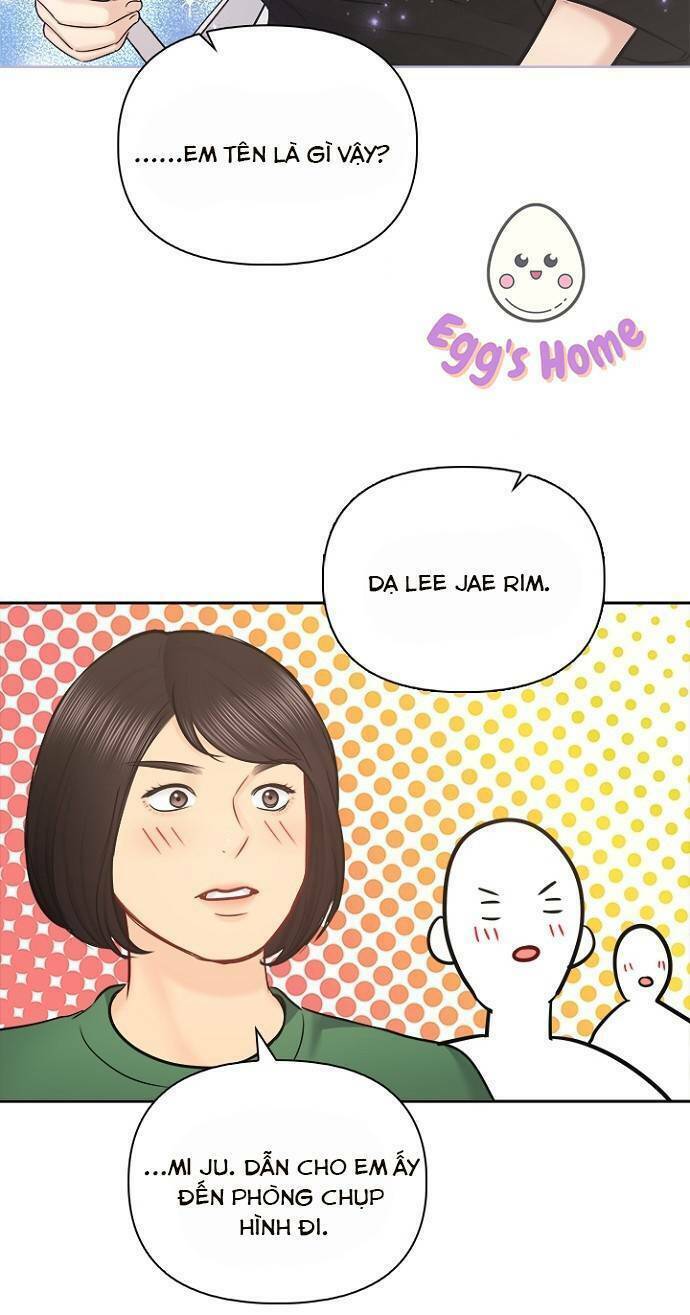 ......EM TÊN LÀ GÌ VẬY?
Egg's Home
DẠ LEE JAE RIM.
...MI JU. DẪN CHO EM ẤY
ĐẾN PHÒNG CHỤP
HÌNH ĐI.